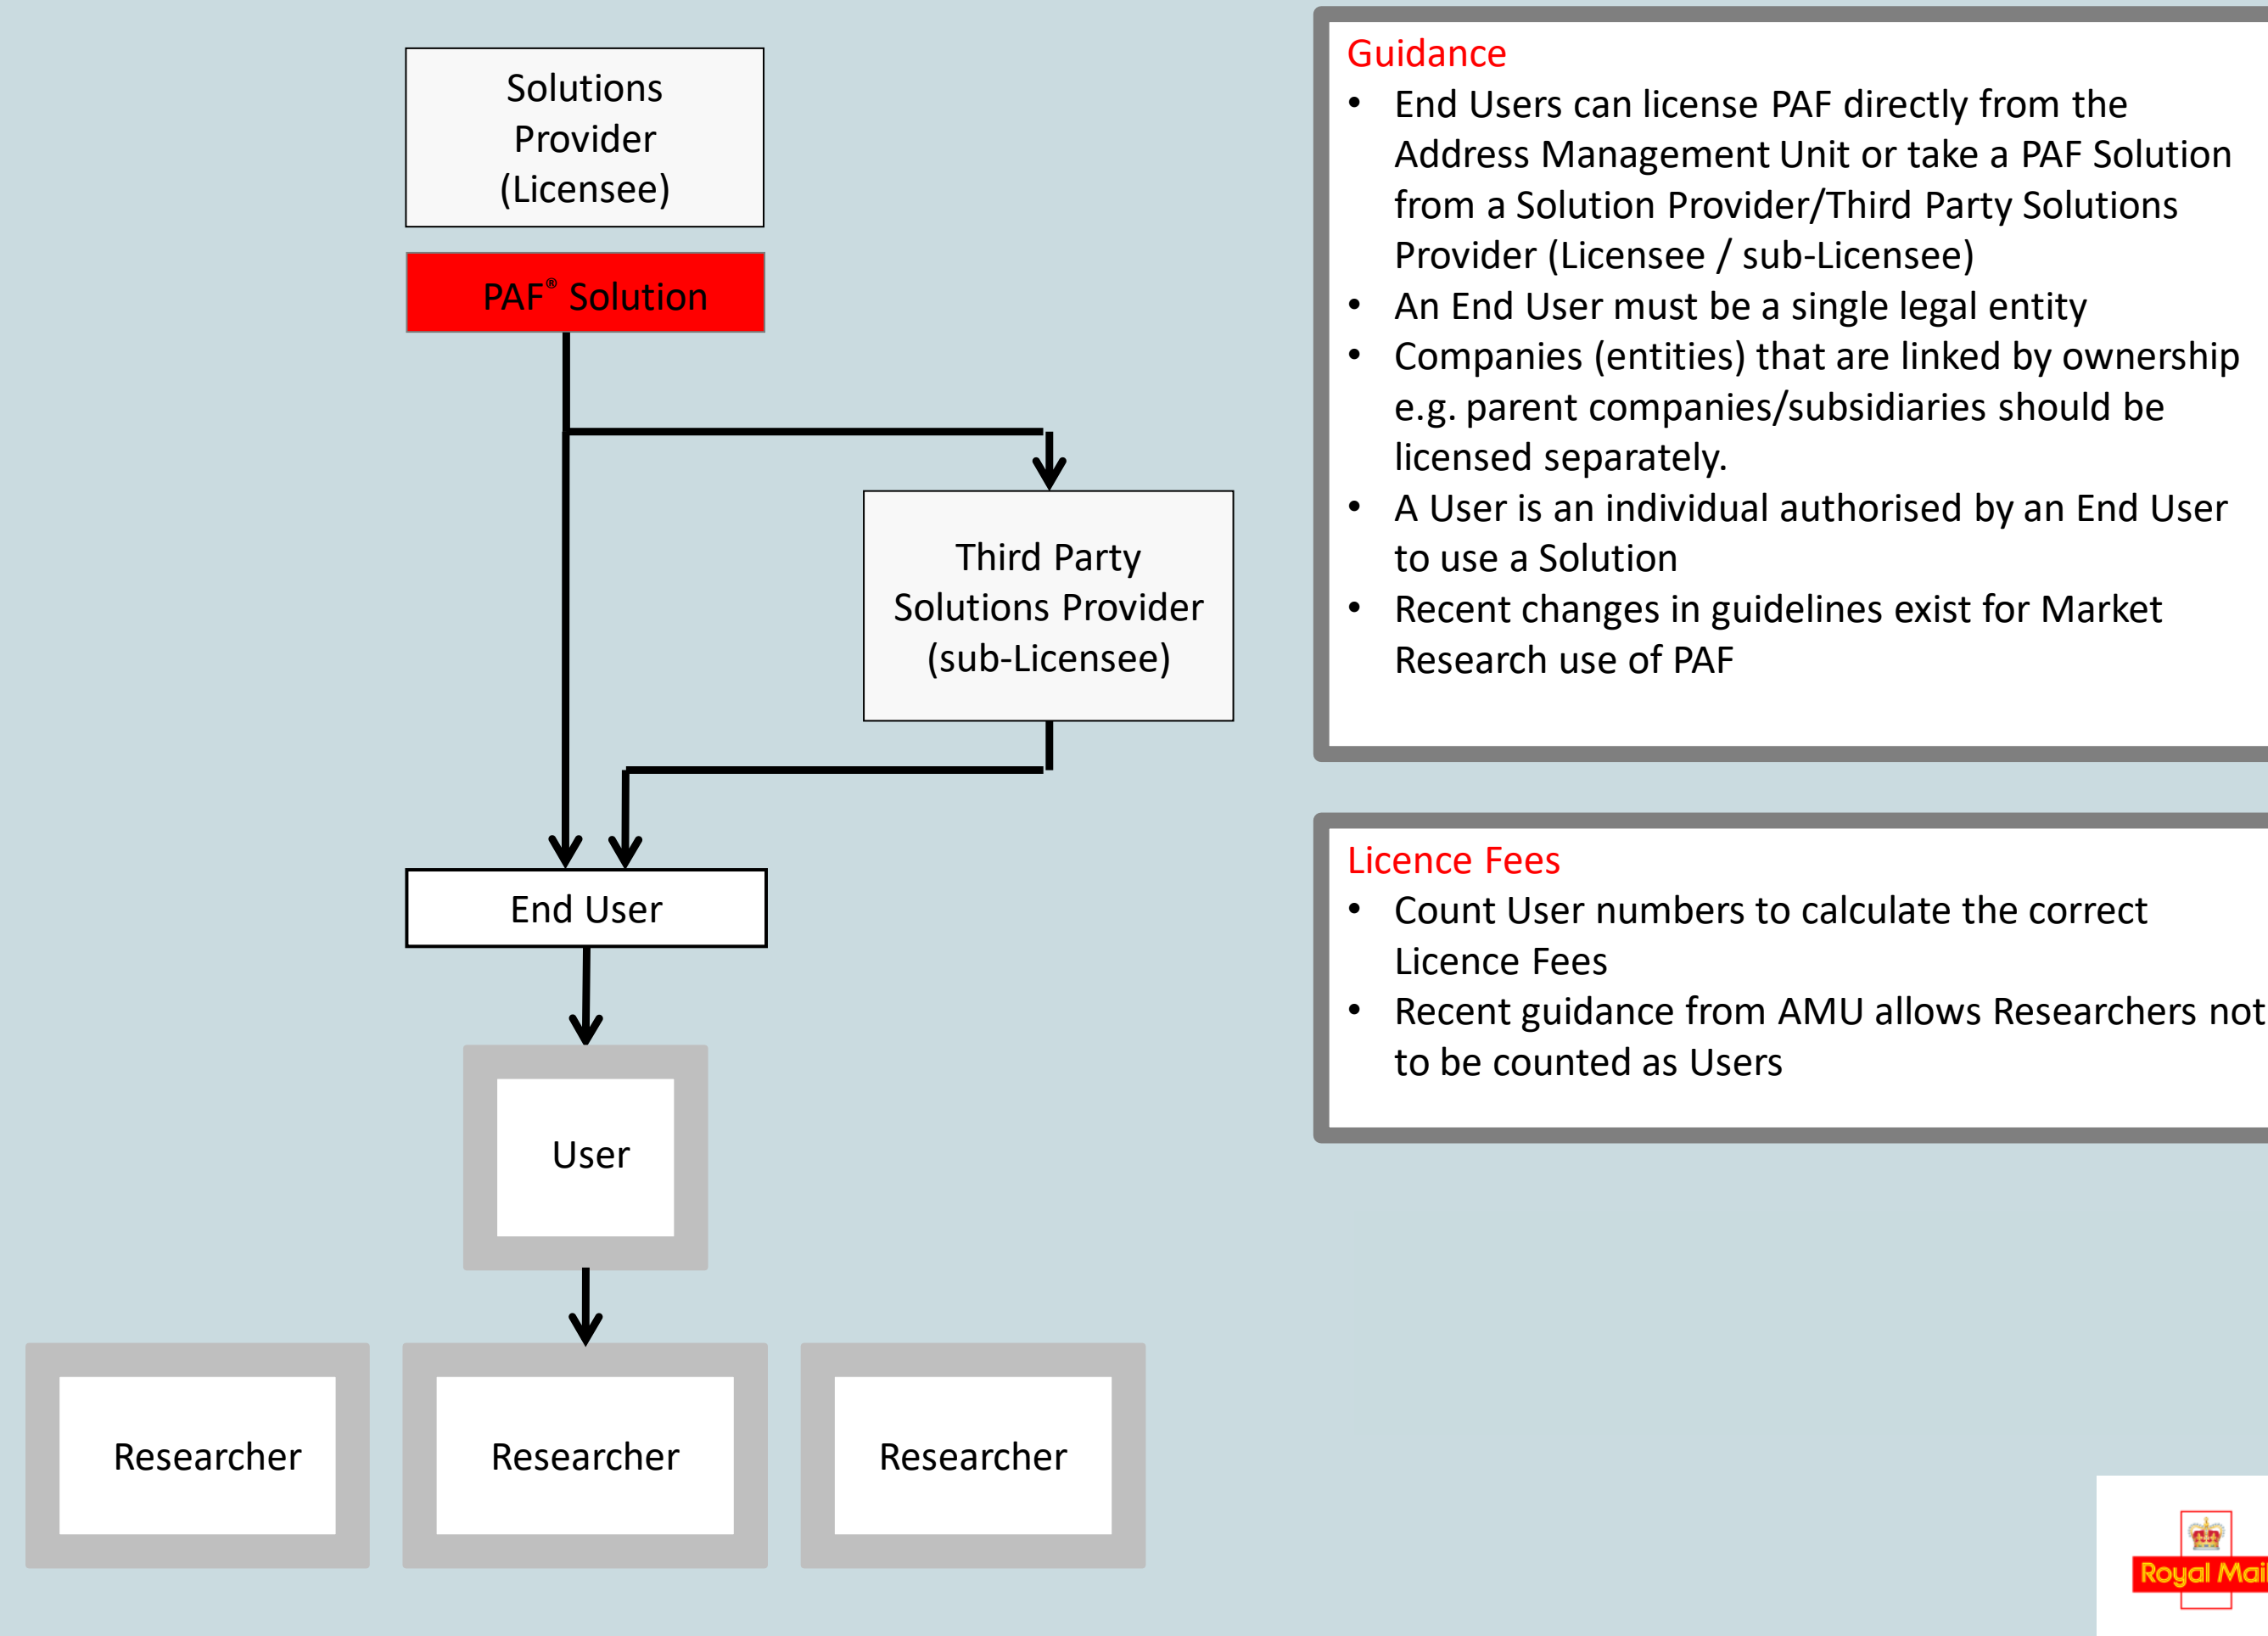 Solutions
Provider
(Licensee)
PAF® Solution
Third Party
Solutions Provider
(sub-Licensee)
End User
User
Researcher
Researcher
Researcher
Guidance
• End Users can license PAF directly from the
Address Management Unit or take a PAF Solution
from a Solution Provider/Third Party Solutions
Provider (Licensee / sub-Licensee)
• An End User must be a single legal entity
• Companies (entities) that are linked by ownership
e.g. parent companies/subsidiaries should be
licensed separately.
• A User is an individual authorised by an End User
to use a Solution
• Recent changes in guidelines exist for Market
Research use of PAF
Licence Fees
• Count User numbers to calculate the correct
Licence Fees
• Recent guidance from AMU allows Researchers not
to be counted as Users
Royal Mail